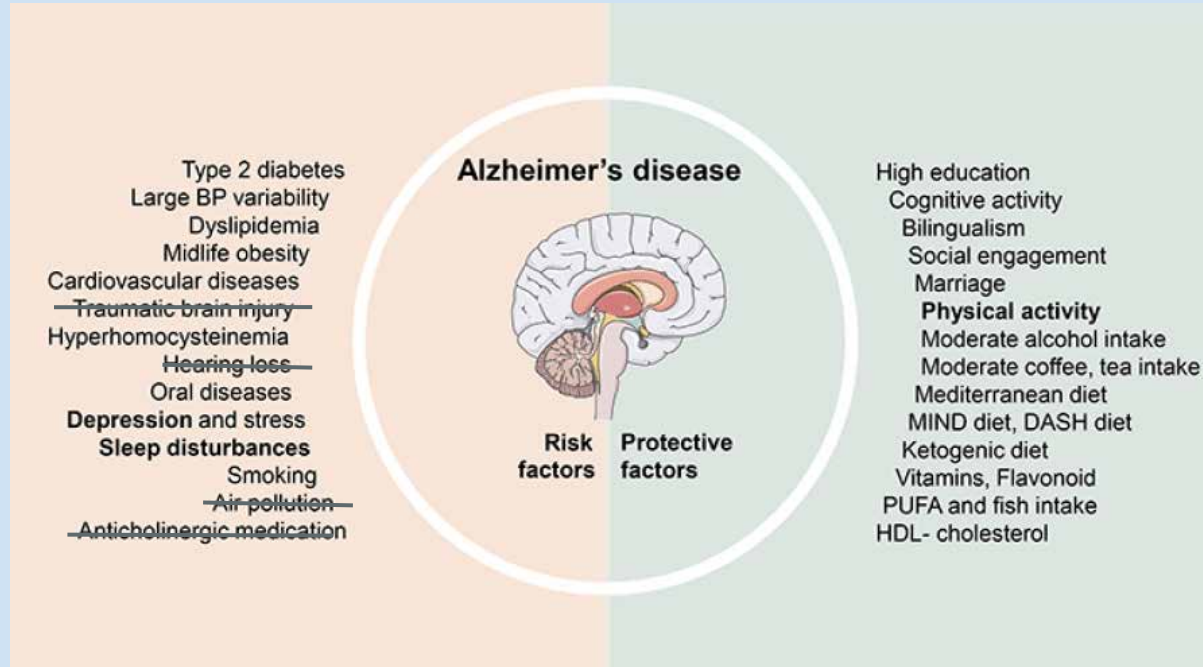 Alzheimer's disease
Type 2 diabetes
Large BP variability
Dyslipidemia
Midlife obesity
Cardiovascular diseases
Traumatic brain injury
Hyperhomocysteinemia
Hearing loss
Oral diseases
Depression and stress
Sleep disturbances
Smoking
Air pollution
Anticholinergic medication
Risk
factors
Protective
factors
High education
Cognitive activity
Bilingualism
Social engagement
Marriage
Physical activity
Moderate alcohol intake
Moderate coffee, tea intake
Mediterranean diet
MIND diet, DASH diet
Ketogenic diet
Vitamins, Flavonoid
PUFA and fish intake
HDL- cholesterol